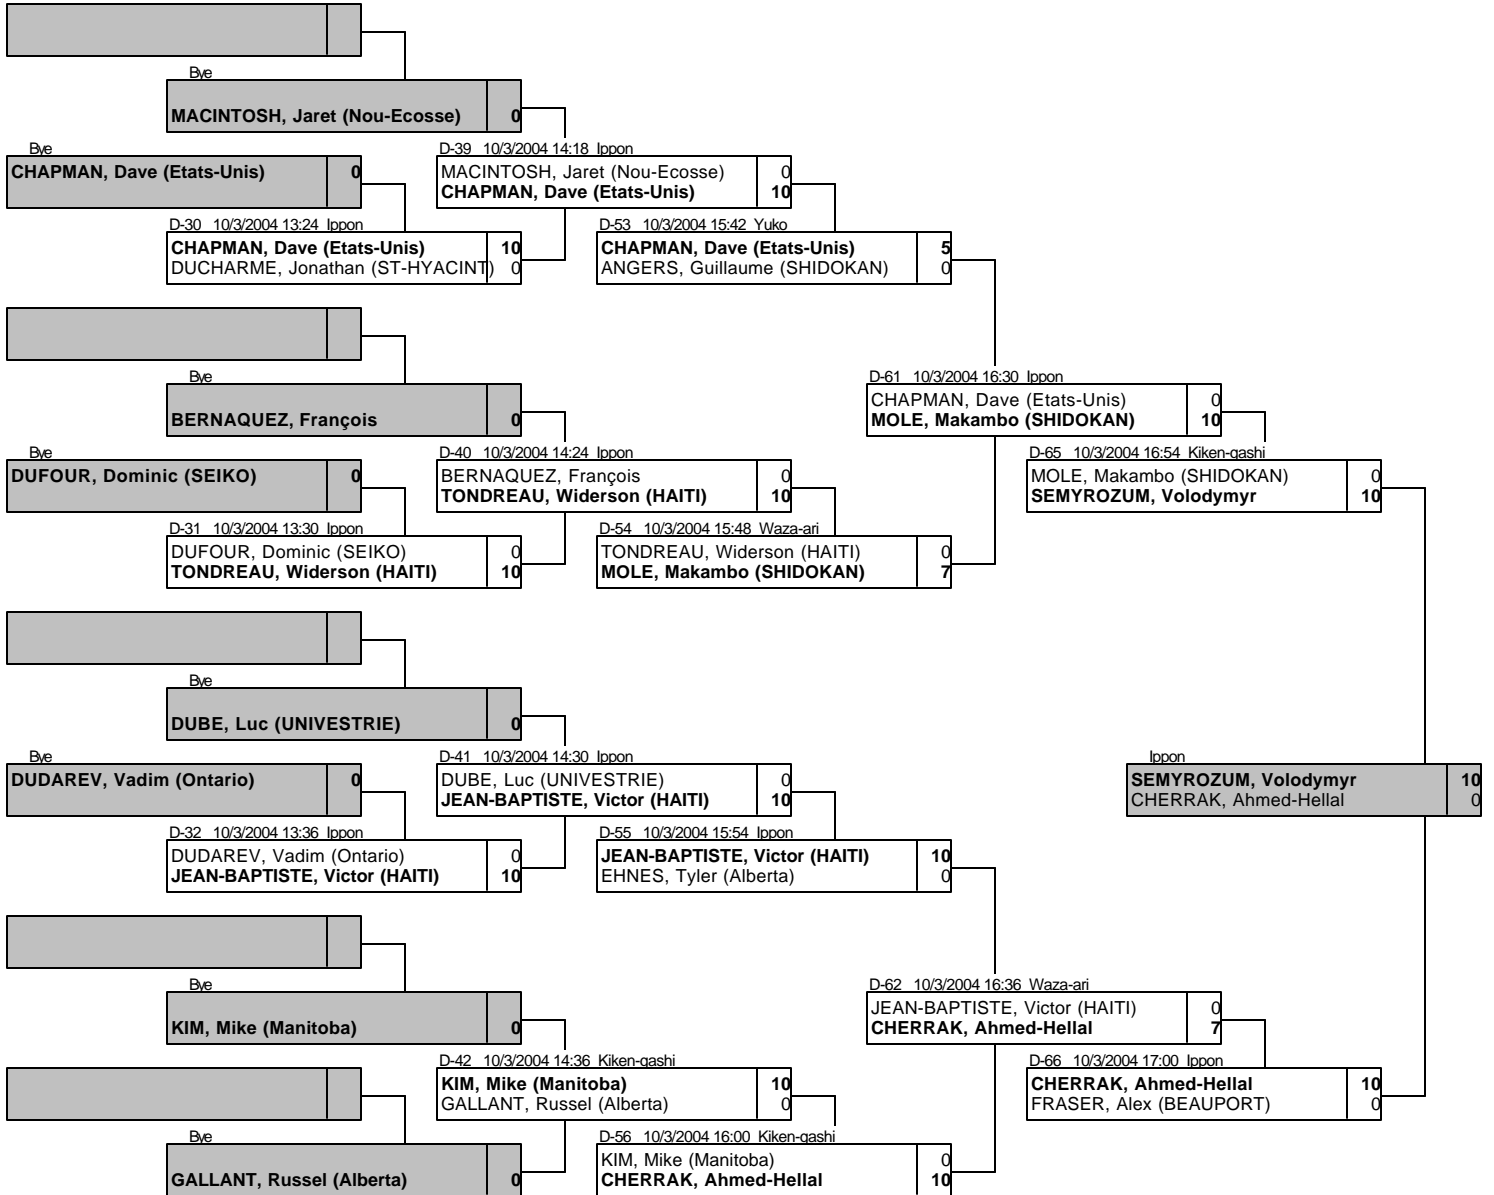 Bye
MACINTOSH, Jaret (Nou-Ecosse) 0
Bye
CHAPMAN, Dave (Etats-Unis) 0
D-39 10/3/2004 14:18 Ippon
MACINTOSH, Jaret (Nou-Ecosse) 0
CHAPMAN, Dave (Etats-Unis) 10
D-30 10/3/2004 13:24 Ippon
CHAPMAN, Dave (Etats-Unis) 10
DUCHARME, Jonathan (ST-HYACINT) 0
D-53 10/3/2004 15:42 Yuko
CHAPMAN, Dave (Etats-Unis) 5
ANGERS, Guillaume (SHIDOKAN) 0
Bye
BERNAQUEZ, François 0
D-61 10/3/2004 16:30 Ippon
CHAPMAN, Dave (Etats-Unis) 0
MOLE, Makambo (SHIDOKAN) 10
Bye
DUFOUR, Dominic (SEIKO) 0
D-40 10/3/2004 14:24 Ippon
BERNAQUEZ, François 0
TONDREAU, Widerson (HAITI) 10
D-65 10/3/2004 16:54 Kiken-gashi
MOLE, Makambo (SHIDOKAN) 0
SEMYROZUM, Volodymyr 10
D-31 10/3/2004 13:30 Ippon
DUFOUR, Dominic (SEIKO) 0
TONDREAU, Widerson (HAITI) 10
D-54 10/3/2004 15:48 Waza-ari
TONDREAU, Widerson (HAITI) 0
MOLE, Makambo (SHIDOKAN) 7
Bye
DUBE, Luc (UNIVESTRIE) 0
Bye
DUDAREV, Vadim (Ontario) 0
D-41 10/3/2004 14:30 Ippon
DUBE, Luc (UNIVESTRIE) 0
JEAN-BAPTISTE, Victor (HAITI) 10
Ippon
SEMYROZUM, Volodymyr 10
CHERRAK, Ahmed-Hellal 0
D-32 10/3/2004 13:36 Ippon
DUDAREV, Vadim (Ontario) 0
JEAN-BAPTISTE, Victor (HAITI) 10
D-55 10/3/2004 15:54 Ippon
JEAN-BAPTISTE, Victor (HAITI) 10
EHNES, Tyler (Alberta) 0
Bye
KIM, Mike (Manitoba) 0
D-62 10/3/2004 16:36 Waza-ari
JEAN-BAPTISTE, Victor (HAITI) 0
CHERRAK, Ahmed-Hellal 7
D-42 10/3/2004 14:36 Kiken-gashi
KIM, Mike (Manitoba) 10
GALLANT, Russel (Alberta) 0
D-66 10/3/2004 17:00 Ippon
CHERRAK, Ahmed-Hellal 10
FRASER, Alex (BEAUPORT) 0
Bye
GALLANT, Russel (Alberta) 0
D-56 10/3/2004 16:00 Kiken-gashi
KIM, Mike (Manitoba) 0
CHERRAK, Ahmed-Hellal 10